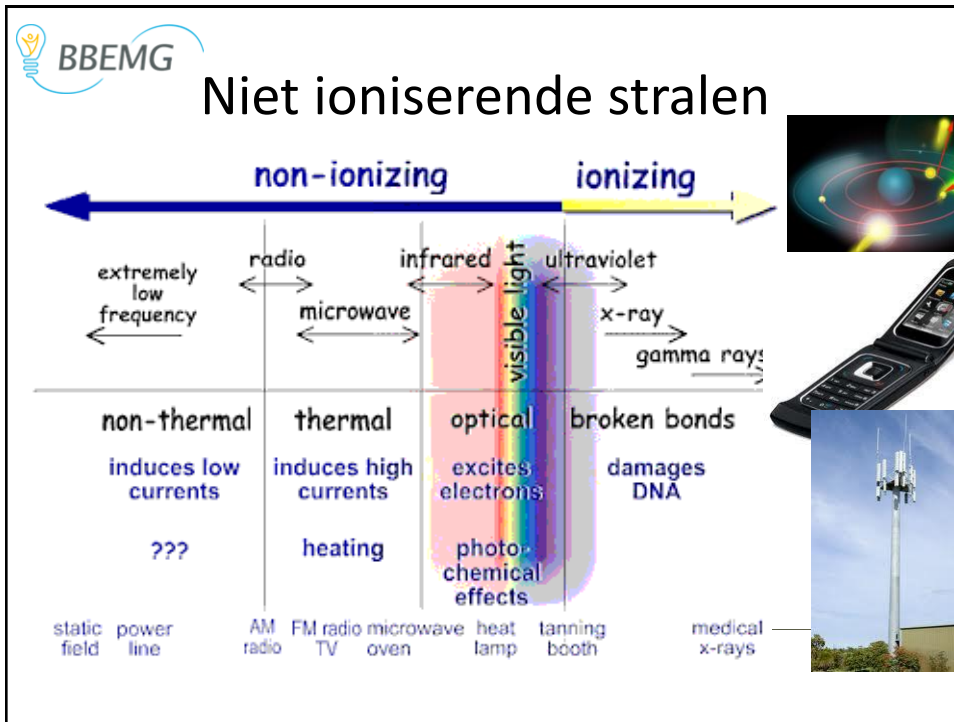 BBEMG
Niet ioniserende stralen
non-ionizing
ionizing
extremely
low
frequency
radio
microwave
infrared
visible light
ultraviolet
x-ray
gamma rays
non-thermal
thermal
optical
broken bonds
induces low
currents
induces high
currents
excites
electrons
damages
DNA
???
heating
photo-
chemical
effects
static
field
power
line
AM
radio
FM radio
TV
microwave
oven
heat
lamp
tanning
booth
medical
x-rays